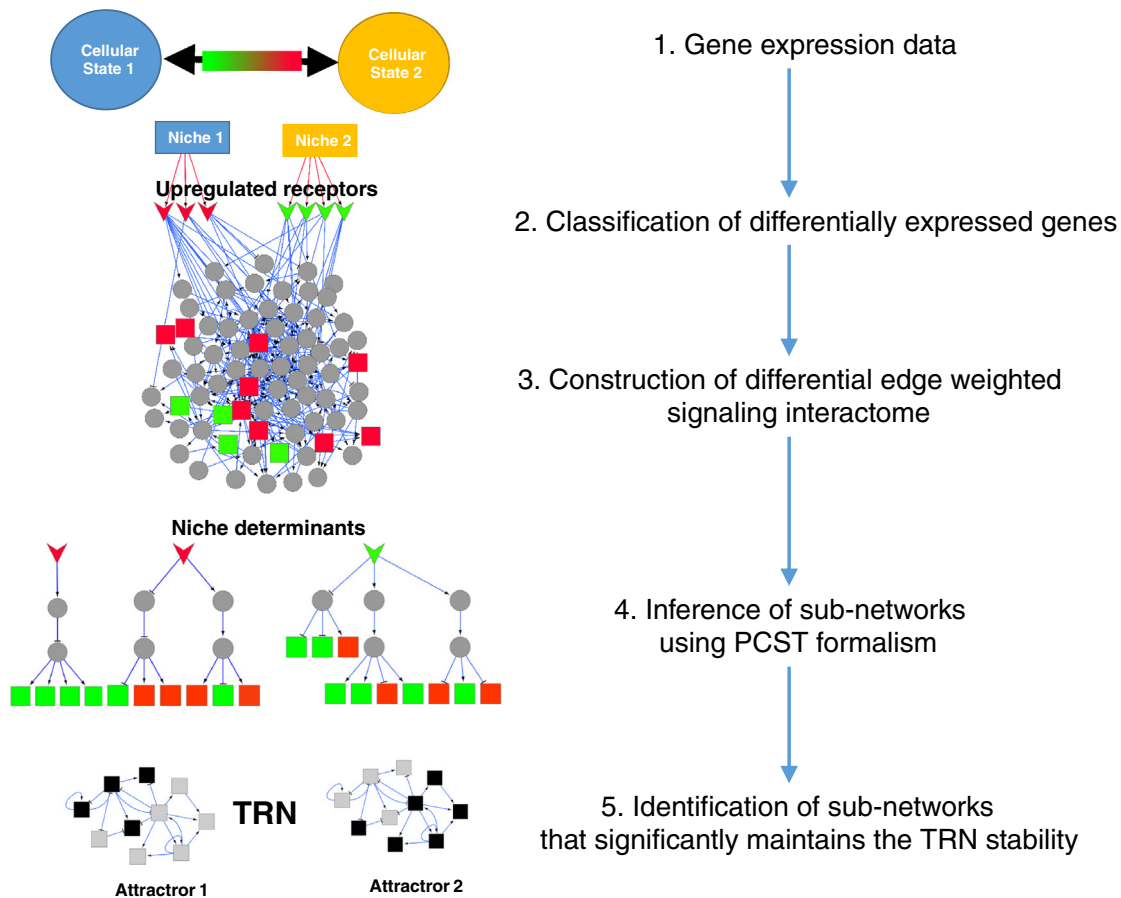 Cellular
State 1
Cellular
State 2
1. Gene expression data
Niche 1
Niche 2
Upregulated receptors
2. Classification of differentially expressed genes
3. Construction of differential edge weighted
signaling interactome
Niche determinants
4. Inference of sub-networks
using PCST formalism
TRN
5. Identification of sub-networks
that significantly maintains the TRN stability
Attractror 1
Attractror 2